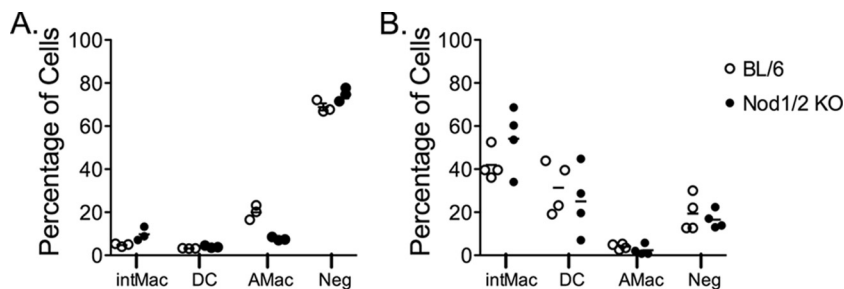 A.
Percentage of Cells
100
80
60
40
20
0
intMac DC AMac Neg
B.
Percentage of Cells
100
80
60
40
20
0
intMac DC AMac Neg
BL/6
Nod1/2 KO